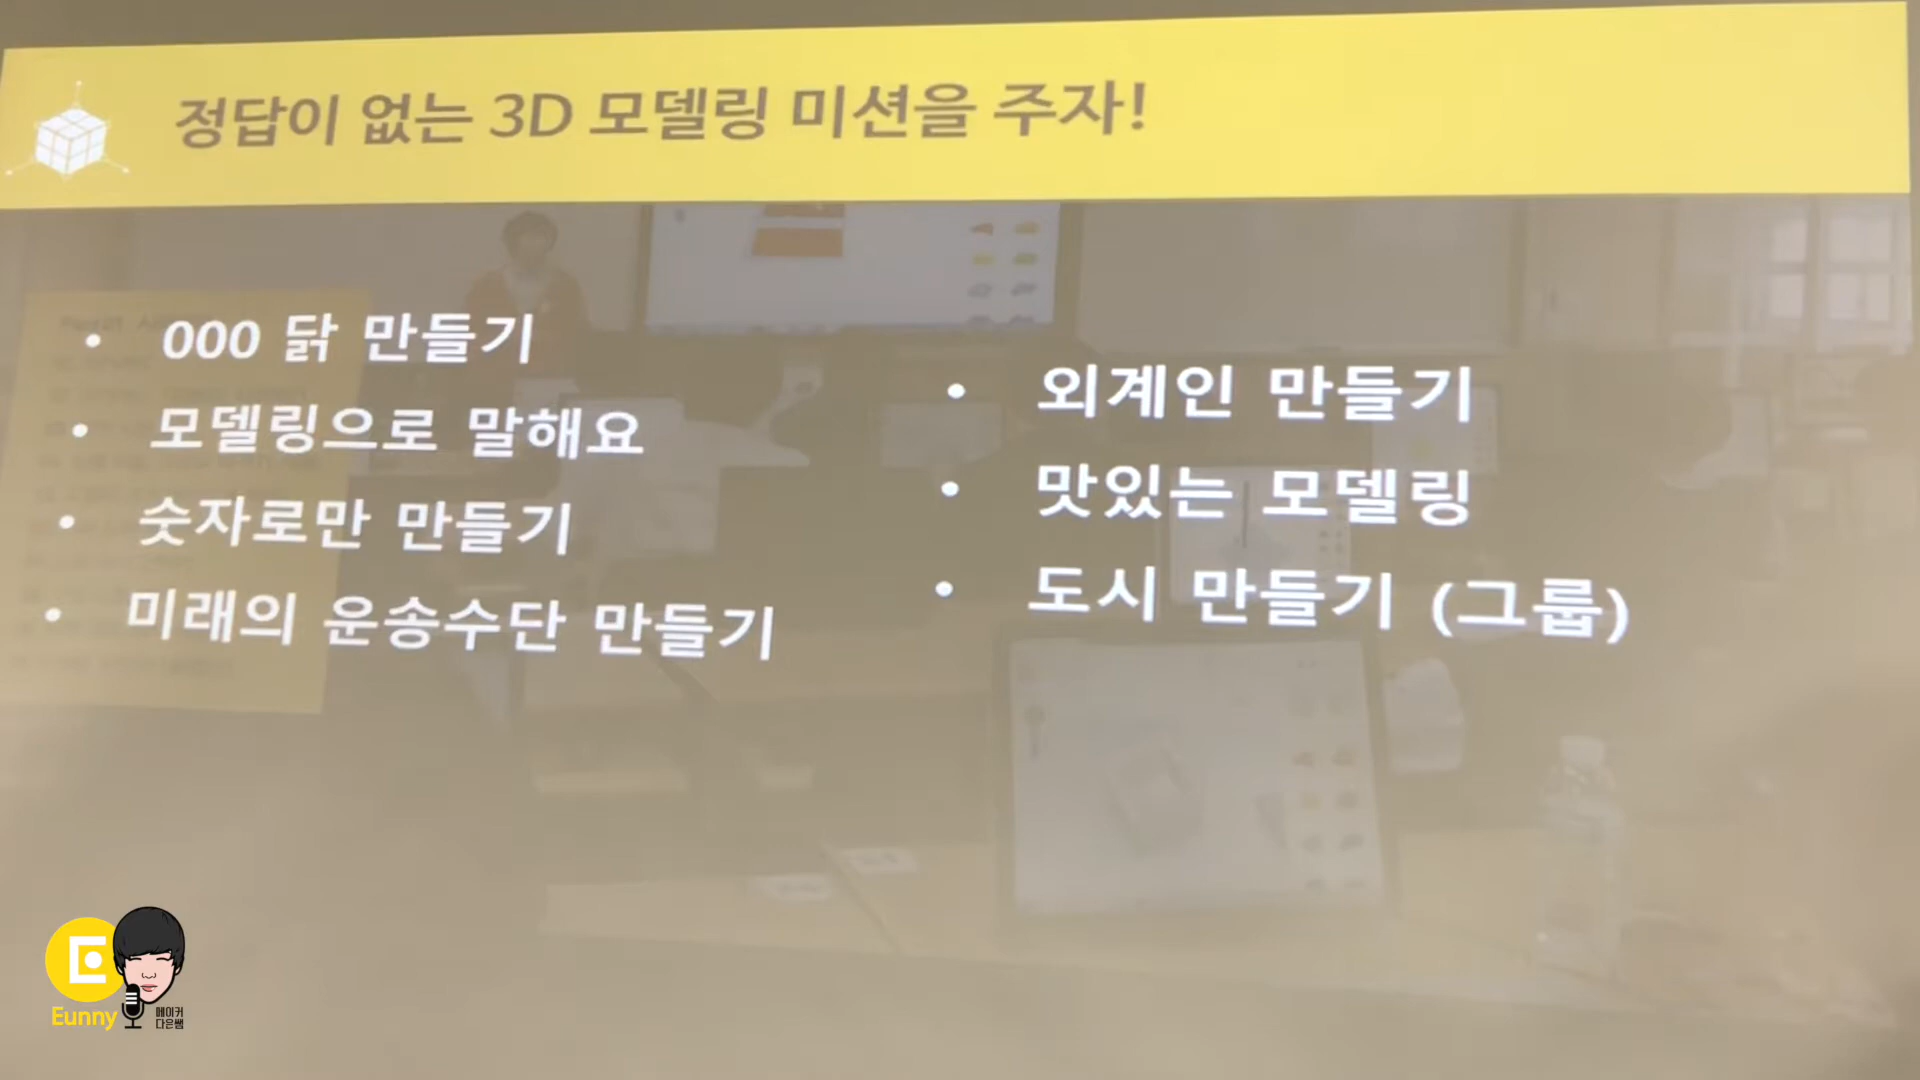 정답이 없는 3D 모델링 미션을 주자!
• 000 닭 만들기
• 모델링으로 말해요
• 숫자로만 만들기
• 미래의 운송수단 만들기
• 외계인 만들기
• 맛있는 모델링
• 도시 만들기 (그룹)
Eunny
메이커
다은쌤